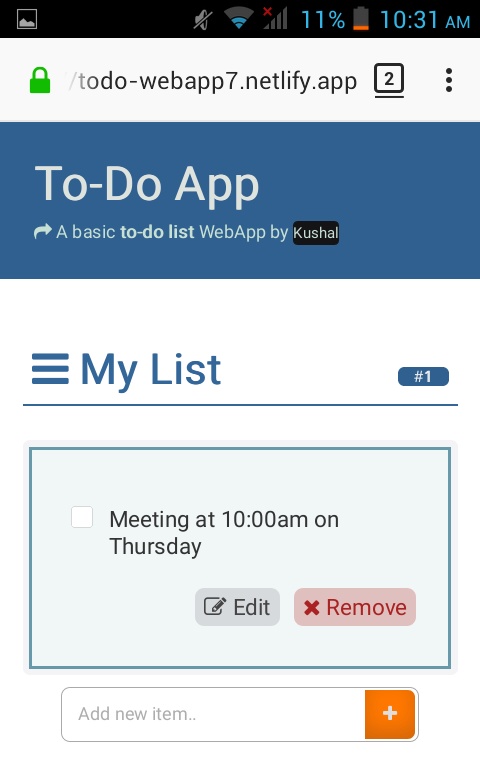 11% 10:31 AM
/todo-webapp7.netlify.app 2
To-Do App
A basic to-do list WebApp by Kushal
My List #1
Meeting at 10:00am on
Thursday
Edit Remove
Add new item.. +